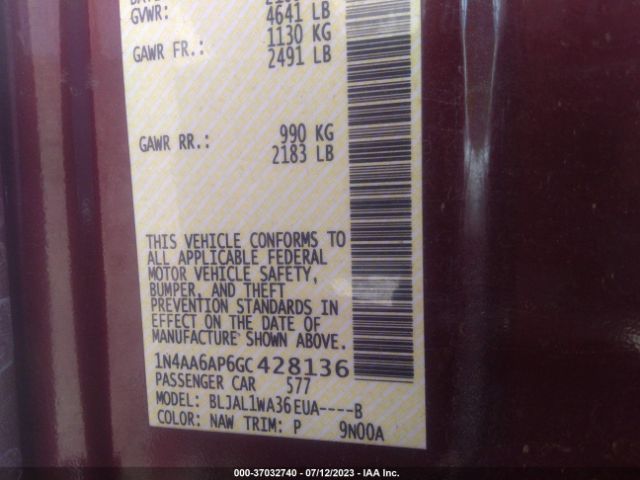 GVWR:
4641 LB
GAWR FR.: 1130 KG
2491 LB
GAWR RR.: 990 KG
2183 LB
THIS VEHICLE CONFORMS TO
ALL APPLICABLE FEDERAL
MOTOR VEHICLE SAFETY,
BUMPER, AND THEFT
PREVENTION STANDARDS IN
EFFECT ON THE DATE OF
MANUFACTURE SHOWN ABOVE.
1N4AA6AP6GC428136
PASSENGER CAR 577
MODEL: BLJAL1WA36EUA----B
COLOR: NAW TRIM: P 9N00A
000-37032740 - 07/12/2023 - IAA Inc.